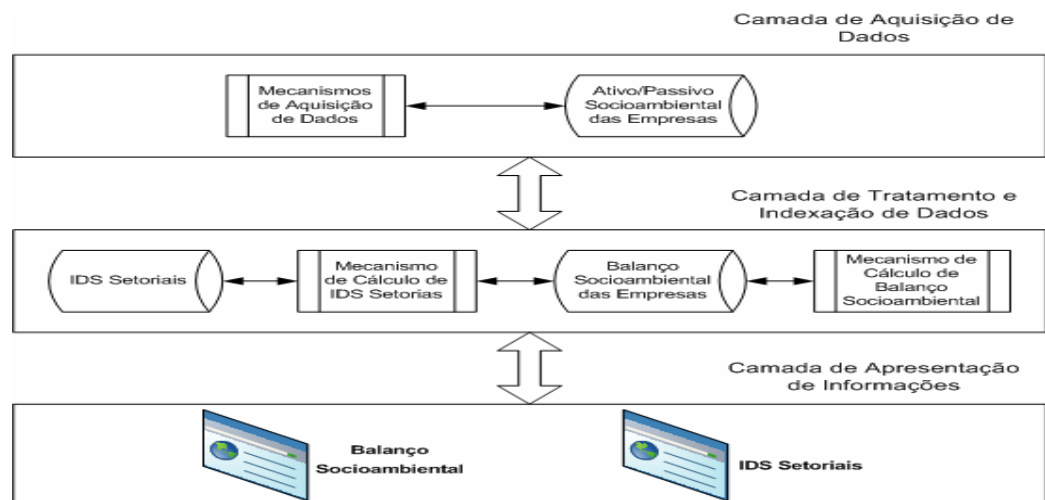 Camada de Aquisição de
Dados
Mecanismos
de Aquisição
de Dados
Ativo/Passivo
Socioambiental
das Empresas
Camada de Tratamento e
Indexação de Dados
IDS Setoriais
Mecanismo
de Cálculo de
IDS Setorias
Balanço
Socioambiental
das Empresas
Mecanismo de
Cálculo de
Balanço
Socioambiental
Camada de Apresentação
de Informações
Balanço
Socioambiental
IDS Setoriais